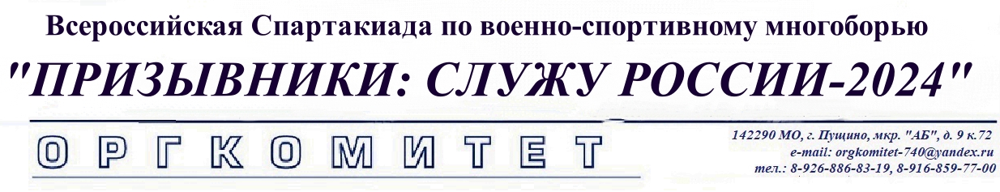 Всероссийская Спартакиада по военно-спортивному многоборью
"ПРИЗЫВНИКИ: СЛУЖУ РОССИИ-2024"
ОРГКОМИТЕТ
142290 МО, г. Пущино, мкр. "АБ", д. 9 к.72
e-mail: orgkomitet-740@yandex.ru
тел.: 8-926-886-83-19, 8-916-859-77-00